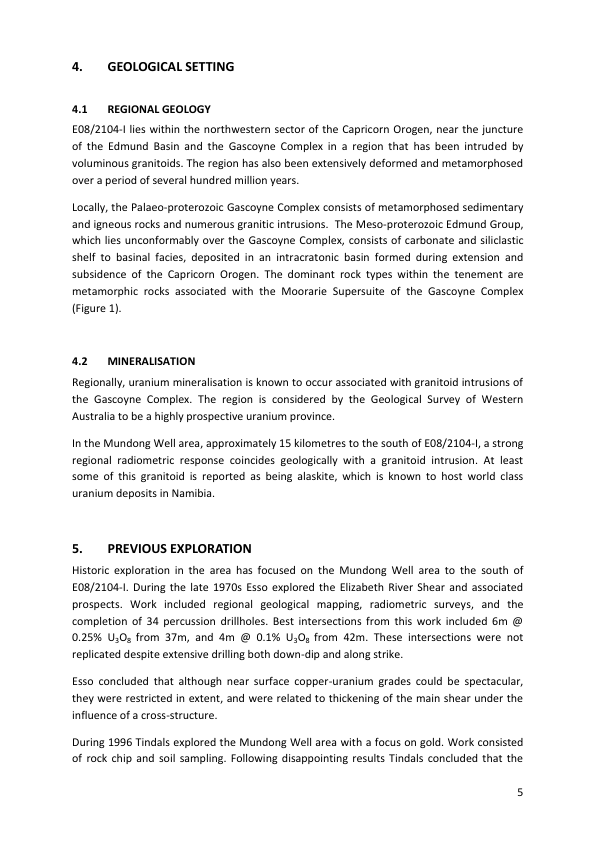 4. GEOLOGICAL SETTING
4.1 REGIONAL GEOLOGY
E08/2104-I lies within the northwestern sector of the Capricorn Orogen, near the juncture
of the Edmund Basin and the Gascoyne Complex in a region that has been intruded by
voluminous granitoids. The region has also been extensively deformed and metamorphosed
over a period of several hundred million years.
Locally, the Palaeo-proterozoic Gascoyne Complex consists of metamorphosed sedimentary
and igneous rocks and numerous granitic intrusions. The Meso-proterozoic Edmund Group,
which lies unconformably over the Gascoyne Complex, consists of carbonate and siliclastic
shelf to basinal facies, deposited in an intracratonic basin formed during extension and
subsidence of the Capricorn Orogen. The dominant rock types within the tenement are
metamorphic rocks associated with the Moorarie Supersuite of the Gascoyne Complex
(Figure 1).
4.2 MINERALISATION
Regionally, uranium mineralisation is known to occur associated with granitoid intrusions of
the Gascoyne Complex. The region is considered by the Geological Survey of Western
Australia to be a highly prospective uranium province.
In the Mundong Well area, approximately 15 kilometres to the south of E08/2104-I, a strong
regional radiometric response coincides geologically with a granitoid intrusion. At least
some of this granitoid is reported as being alaskite, which is known to host world class
uranium deposits in Namibia.
5. PREVIOUS EXPLORATION
Historic exploration in the area has focused on the Mundong Well area to the south of
E08/2104-I. During the late 1970s Esso explored the Elizabeth River Shear and associated
prospects. Work included regional geological mapping, radiometric surveys, and the
completion of 34 percussion drillholes. Best intersections from this work included 6m @
0.25% U₃O₈ from 37m, and 4m @ 0.1% U₃O₈ from 42m. These intersections were not
replicated despite extensive drilling both down-dip and along strike.
Esso concluded that although near surface copper-uranium grades could be spectacular,
they were restricted in extent, and were related to thickening of the main shear under the
influence of a cross-structure.
During 1996 Tindals explored the Mundong Well area with a focus on gold. Work consisted
of rock chip and soil sampling. Following disappointing results Tindals concluded that the
5